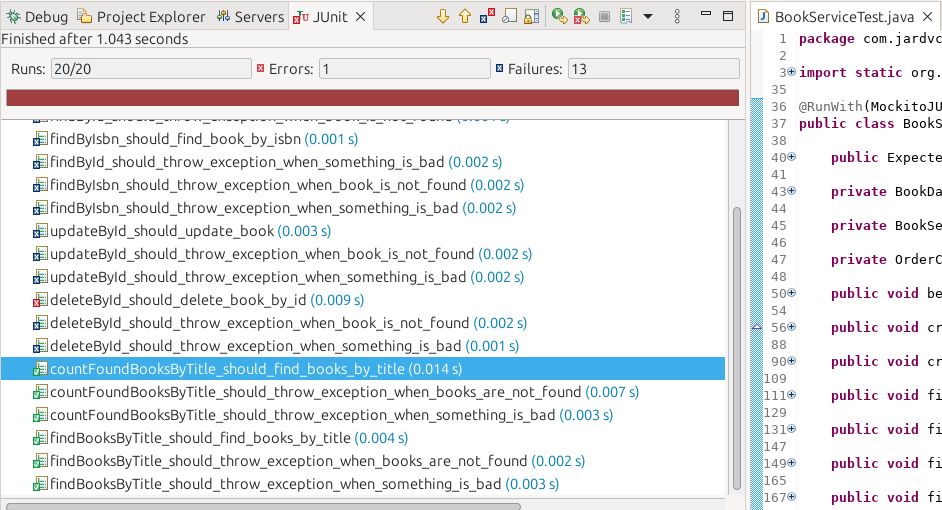 Debug Project Explorer Servers JUnit
Finished after 1.043 seconds
Runs: 20/20 Errors: 1 Failures: 13
findByIsbn_should_find_book_by_isbn (0.001 s)
findById_should_throw_exception_when_something_is_bad (0.002 s)
findByIsbn_should_throw_exception_when_book_is_not_found (0.002 s)
findByIsbn_should_throw_exception_when_something_is_bad (0.002 s)
updateById_should_update_book (0.003 s)
updateById_should_throw_exception_when_book_is_not_found (0.002 s)
updateById_should_throw_exception_when_something_is_bad (0.002 s)
deleteById_should_delete_book_by_id (0.009 s)
deleteById_should_throw_exception_when_book_is_not_found (0.002 s)
deleteById_should_throw_exception_when_something_is_bad (0.001 s)
countFoundBooksByTitle_should_find_books_by_title (0.014 s)
countFoundBooksByTitle_should_throw_exception_when_books_are_not_found (0.007 s)
countFoundBooksByTitle_should_throw_exception_when_something_is_bad (0.003 s)
findBooksByTitle_should_find_books_by_title (0.004 s)
findBooksByTitle_should_throw_exception_when_books_are_not_found (0.002 s)
findBooksByTitle_should_throw_exception_when_something_is_bad (0.003 s)
BookServiceTest.java
1 package com.jardvc
2
3 import static org.
35
36 @RunWith(MockitoJU
37 public class BookS
38
40 public Expecte
41
43 private BookDa
44
45 private BookSe
46
47 private OrderC
48
50 public void be
54
56 public void cr
88
90 public void cr
109
111 public void fi
129
131 public void fi
147
149 public void fi
165
167 public void fi